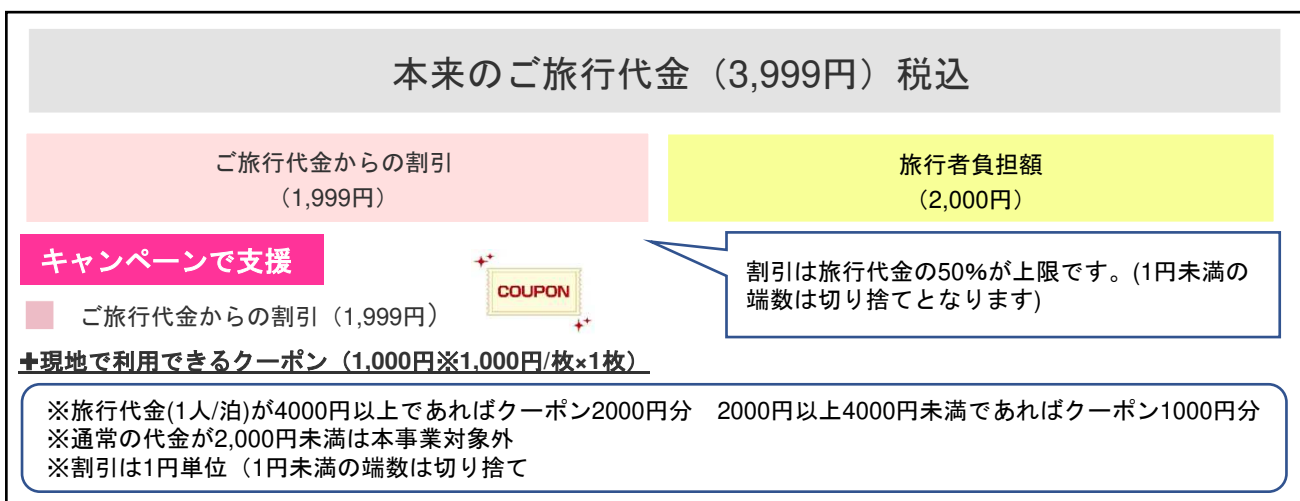 本来のご旅行代金（3,999円）税込
ご旅行代金からの割引
（1,999円）
旅行者負担額
（2,000円）
キャンペーンで支援
COUPON
割引は旅行代金の50%が上限です。(1円未満の
端数は切り捨てとなります)
ご旅行代金からの割引（1,999円）
+現地で利用できるクーポン（1,000円※1,000円/枚×1枚）
※旅行代金(1人/泊)が4000円以上であればクーポン2000円分　2000円以上4000円未満であればクーポン1000円分
※通常の代金が2,000円未満は本事業対象外
※割引は1円単位（1円未満の端数は切り捨て